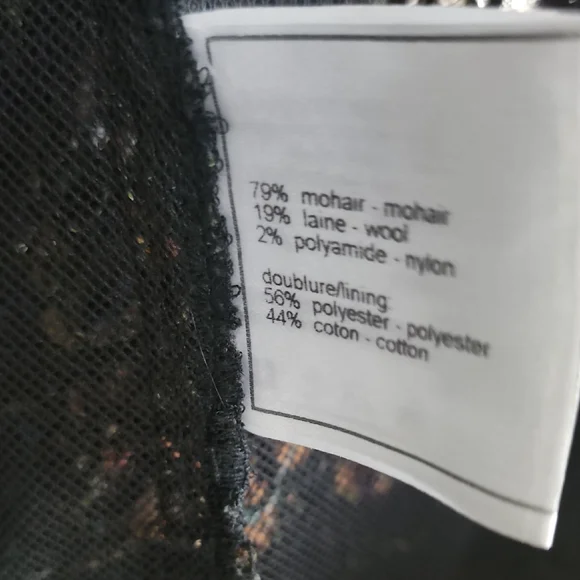 79% mohair - mohair
19% laine - wool
2% polyamide - nylon
doublure/lining:
56% polyester - polyester
44% coton - cotton